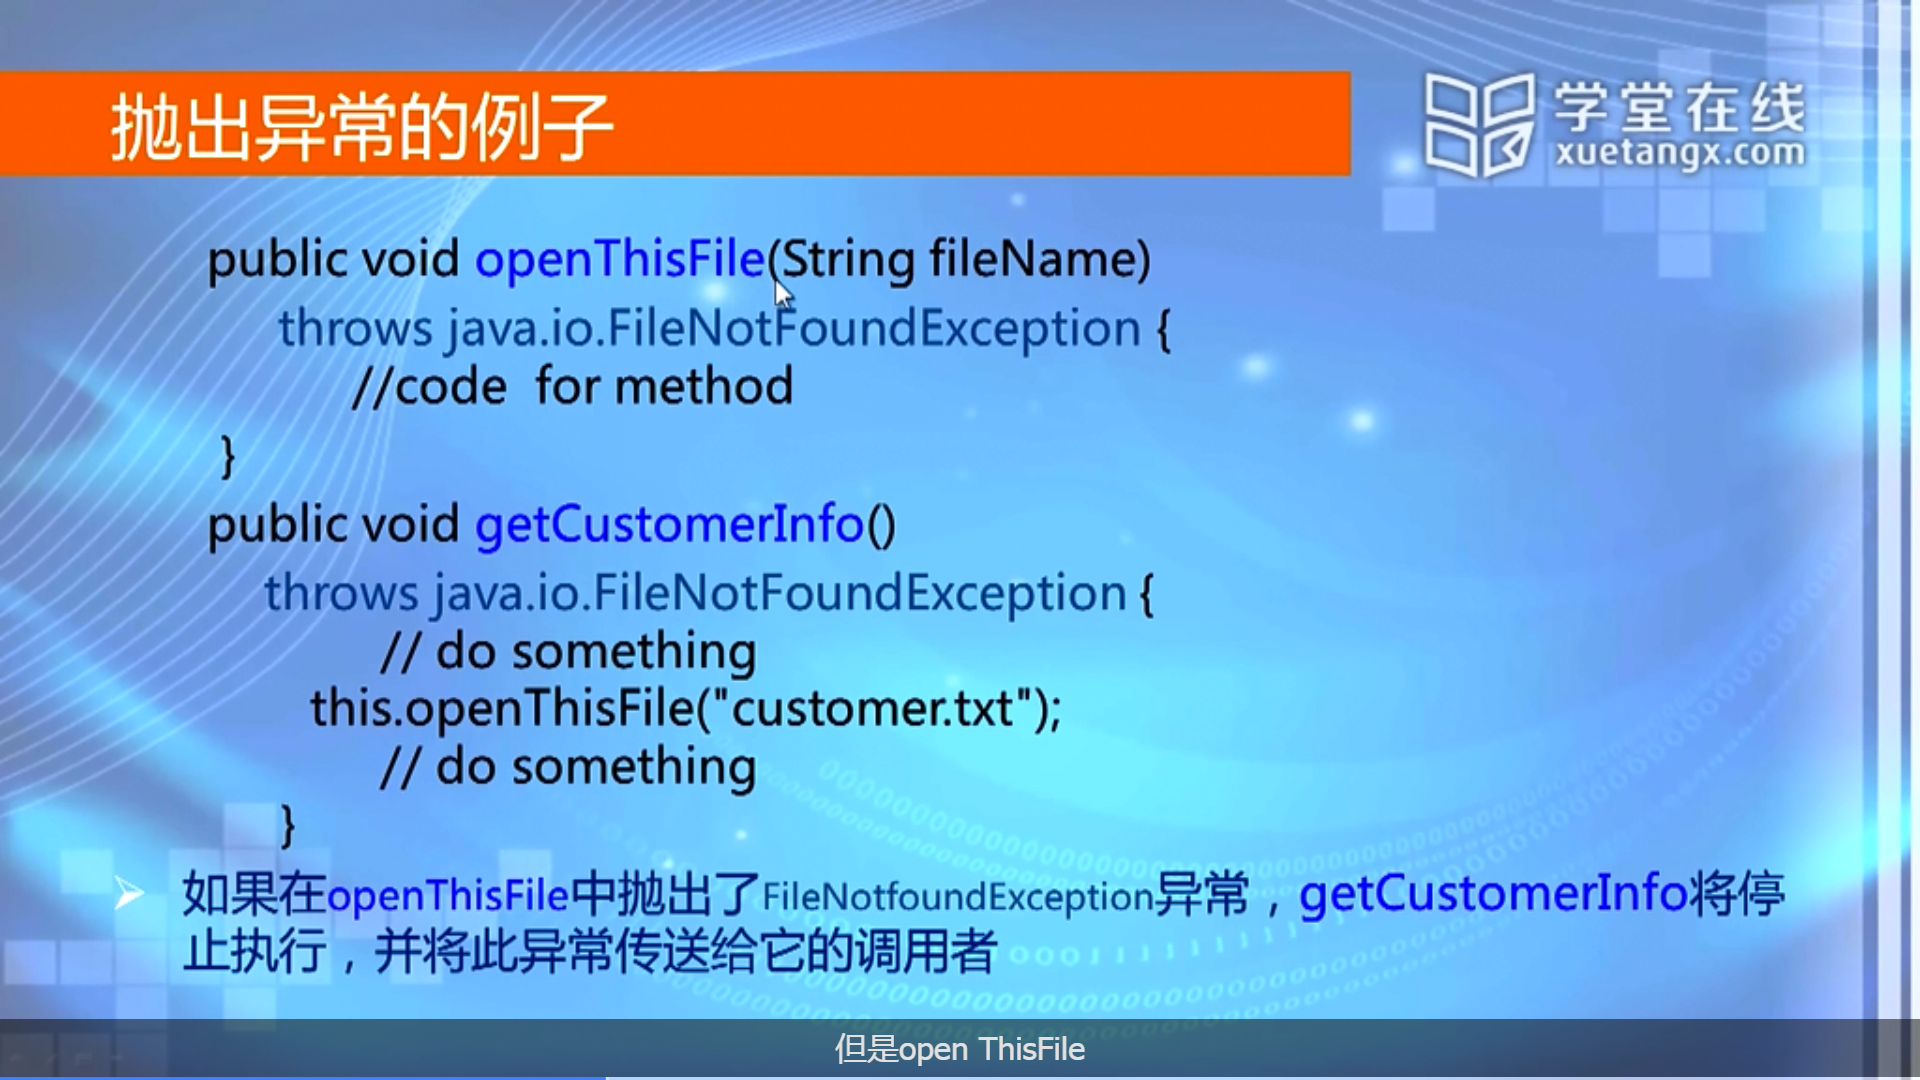 抛出异常的例子
学堂在线
xuetangx.com
public void openThisFile(String fileName)
throws java.io.FileNotFoundException {
//code  for method
}
public void getCustomerInfo()
throws java.io.FileNotFoundException {
// do something
this.openThisFile("customer.txt");
// do something
}
如果在openThisFile中抛出了FileNotfoundException异常，getCustomerInfo将停
止执行，并将此异常传送给它的调用者
但是open ThisFile